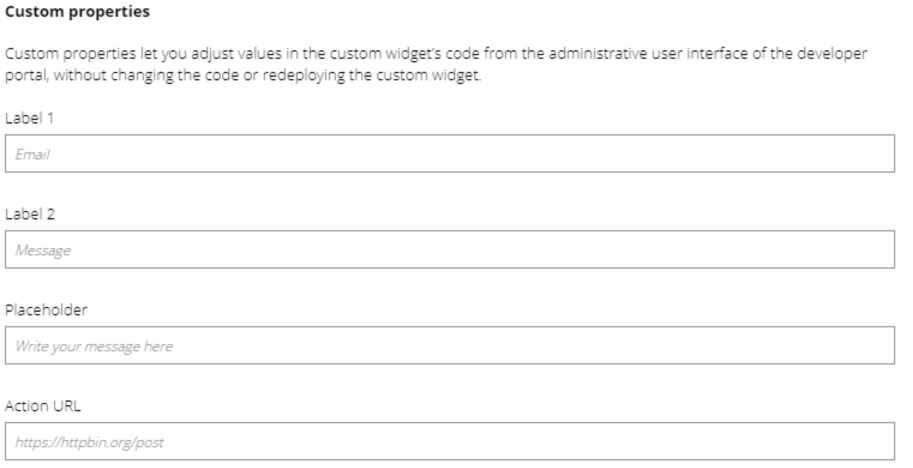 Custom properties
Custom properties let you adjust values in the custom widget's code from the administrative user interface of the developer
portal, without changing the code or redeploying the custom widget.
Label 1
Email
Label 2
Message
Placeholder
Write your message here
Action URL
https://httpbin.org/post